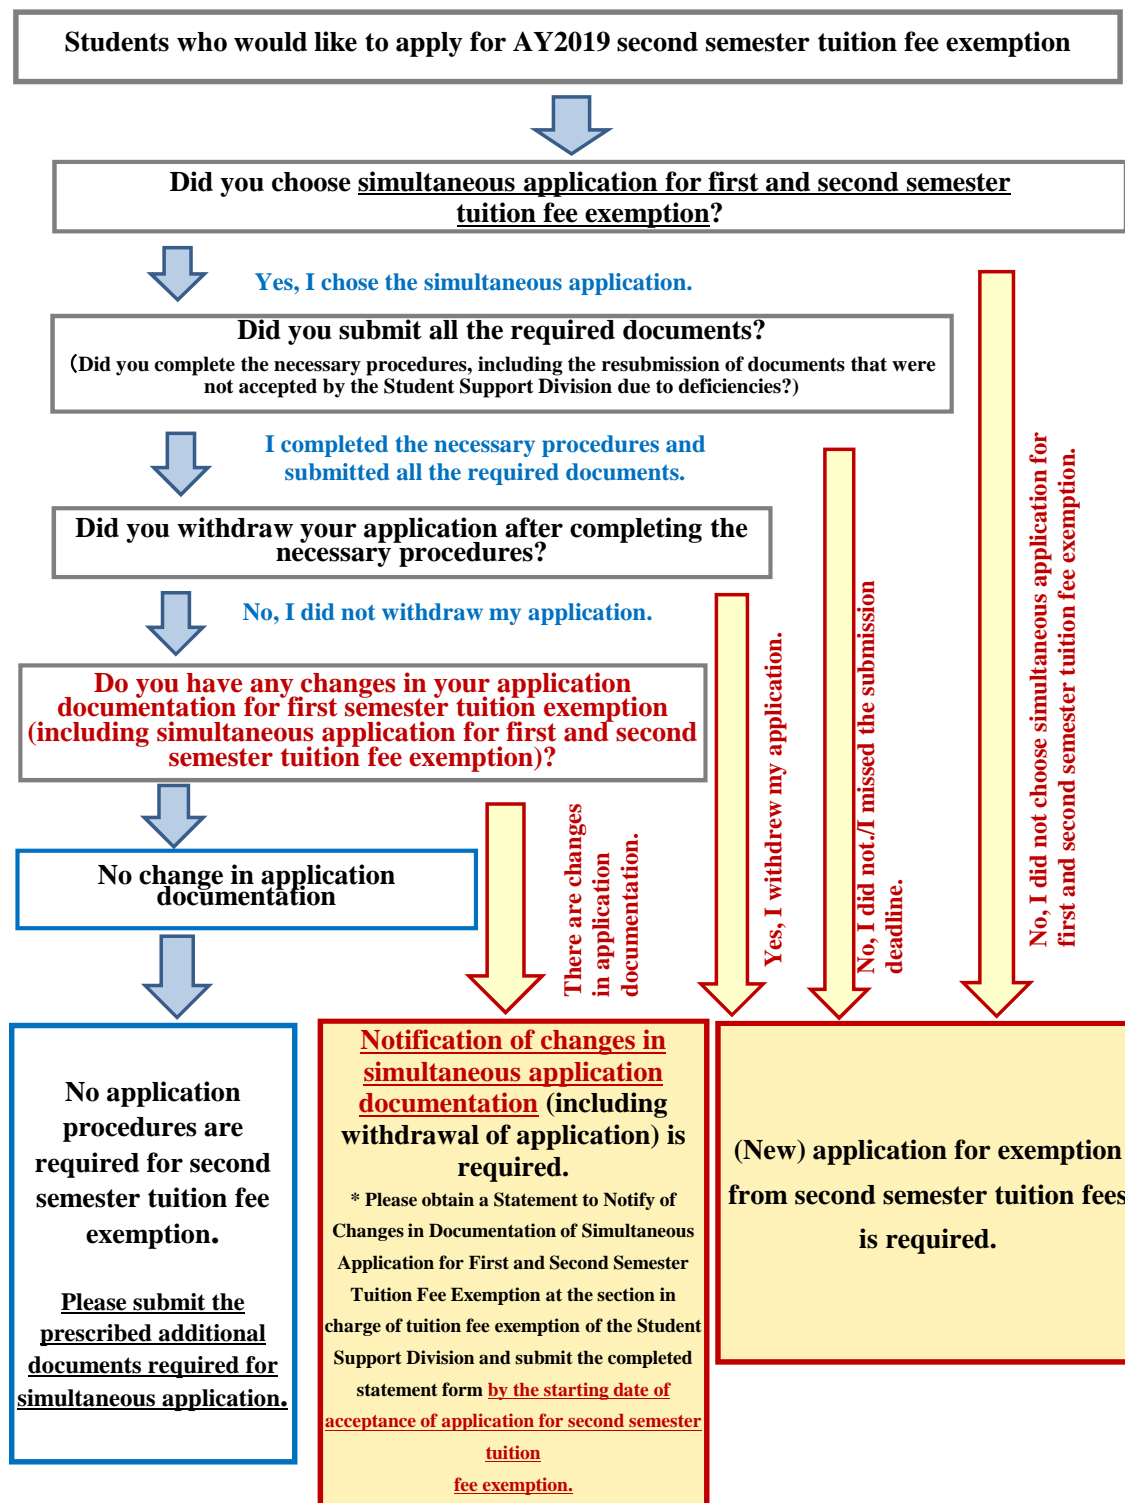 Students who would like to apply for AY2019 second semester tuition fee exemption
Did you choose simultaneous application for first and second semester
tuition fee exemption?
Yes, I chose the simultaneous application.
Did you submit all the required documents?
(Did you complete the necessary procedures, including the resubmission of documents that were
not accepted by the Student Support Division due to deficiencies?)
I completed the necessary procedures and
submitted all the required documents.
Did you withdraw your application after completing the
necessary procedures?
No, I did not withdraw my application.
Do you have any changes in your application
documentation for first semester tuition exemption
(including simultaneous application for first and second
semester tuition fee exemption)?
No change in application
documentation
There are changes
in application
documentation.
Yes, I withdrew my application.
No, I did not./I missed the submission
deadline.
No, I did not choose simultaneous application for
first and second semester tuition fee exemption.
No application
procedures are
required for second
semester tuition fee
exemption.
Please submit the
prescribed additional
documents required for
simultaneous application.
Notification of changes in
simultaneous application
documentation (including
withdrawal of application) is
required.
* Please obtain a Statement to Notify of
Changes in Documentation of Simultaneous
Application for First and Second Semester
Tuition Fee Exemption at the section in
charge of tuition fee exemption of the Student
Support Division and submit the completed
statement form by the starting date of
acceptance of application for second semester
tuition
fee exemption.
(New) application for exemption
from second semester tuition fees
is required.